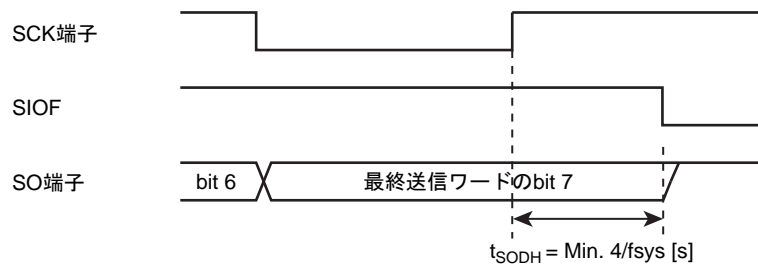 SCK端子
SIOF
SO端子
bit 6
最終送信ワードのbit 7
tSODH = Min. 4/fsys [s]